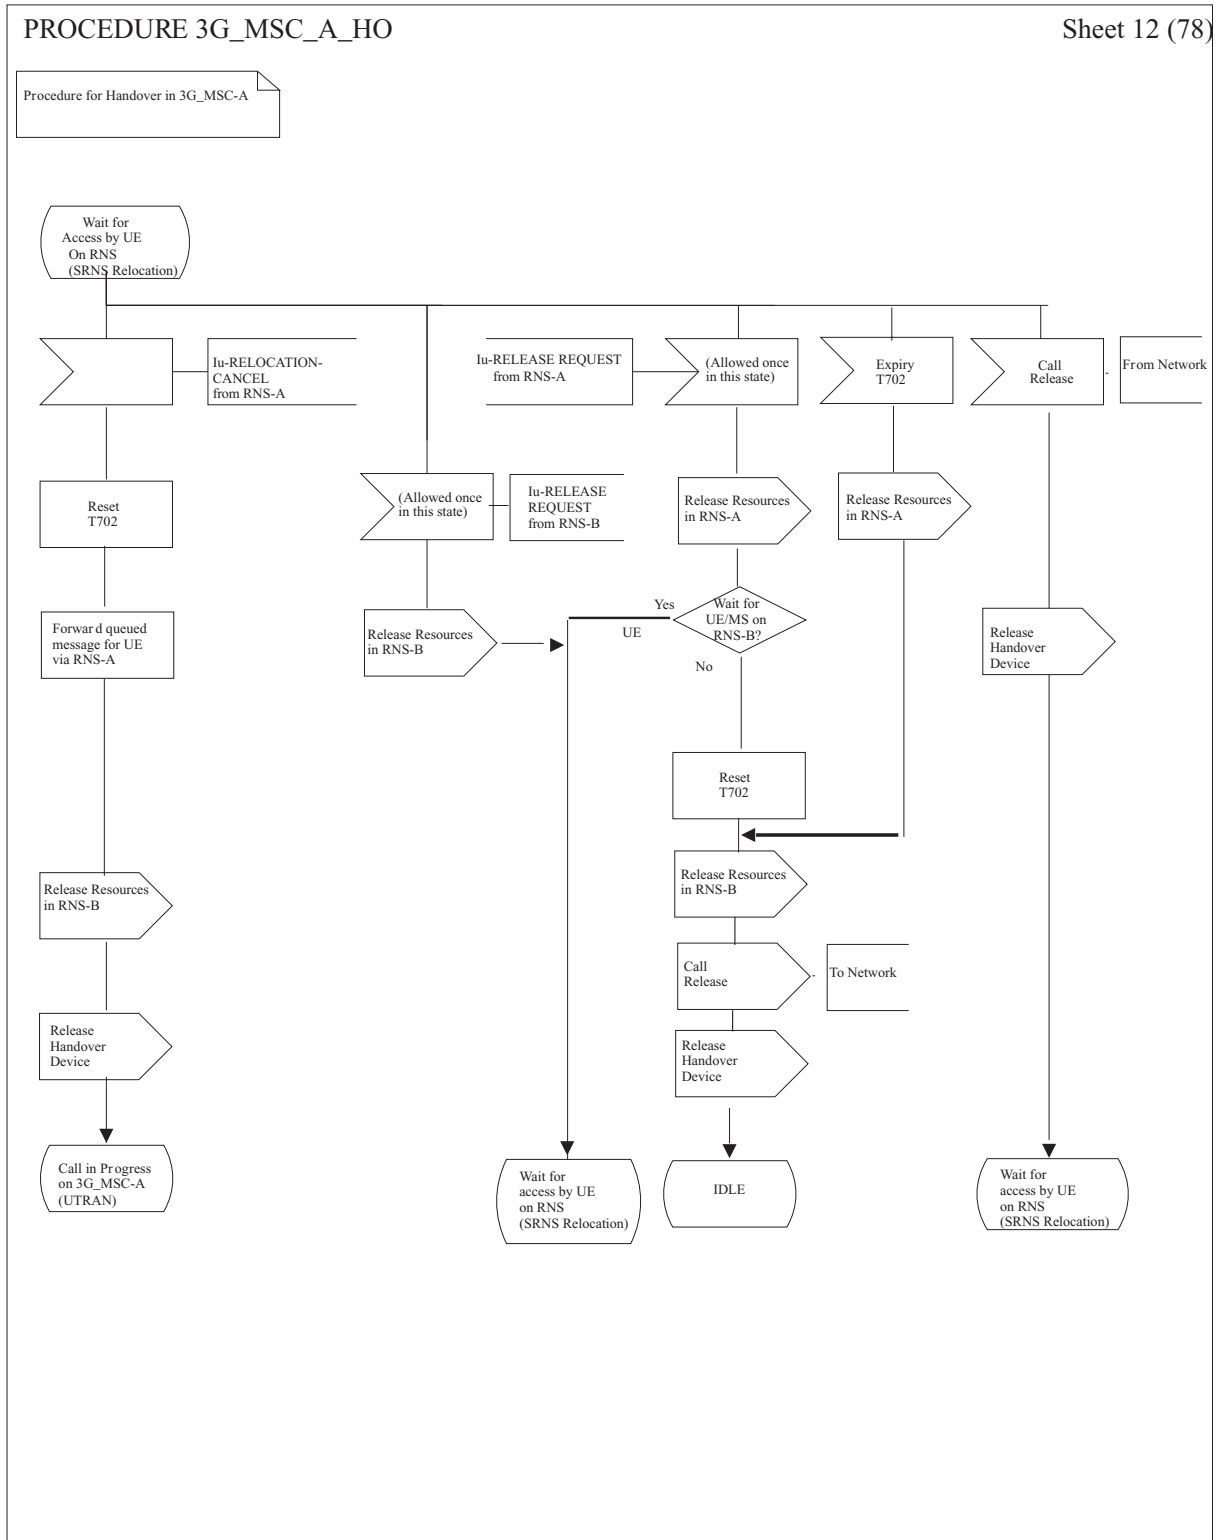 PROCEDURE 3G_MSC_A_HO
Sheet 12 (78)
Procedure for Handover in 3G_MSC-A
Wait for
Access by UE
On RNS
(SRNS Relocation)
Iu-RELOCATION-
CANCEL
from RNS-A
Iu-RELEASE REQUEST
from RNS-A
(Allowed once
in this state)
Expiry
T702
Call
Release
From Network
Reset
T702
(Allowed once
in this state)
Iu-RELEASE
REQUEST
from RNS-B
Release Resources
in RNS-A
Release Resources
in RNS-A
Forward queued
message for UE
via RNS-A
Release Resources
in RNS-B
Yes
UE
Wait for
UE/MS on
RNS-B?
No
Release
Handover
Device
Reset
T702
Release Resources
in RNS-B
Release Resources
in RNS-B
Call
Release
To Network
Release
Handover
Device
Release
Handover
Device
Call in Progress
on 3G_MSC-A
(UTRAN)
Wait for
access by UE
on RNS
(SRNS Relocation)
IDLE
Wait for
access by UE
on RNS
(SRNS Relocation)